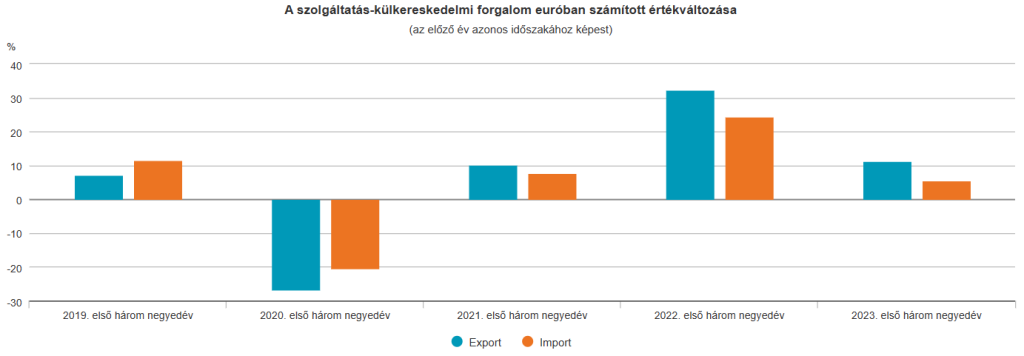 A szolgáltatás-külkereskedelmi forgalom euróban számított értékváltozása
(az előző év azonos időszakához képest)
%
40
30
20
10
0
-10
-20
-30
2019. első három negyedév
2020. első három negyedév
2021. első három negyedév
2022. első három negyedév
2023. első három negyedév
Export
Import